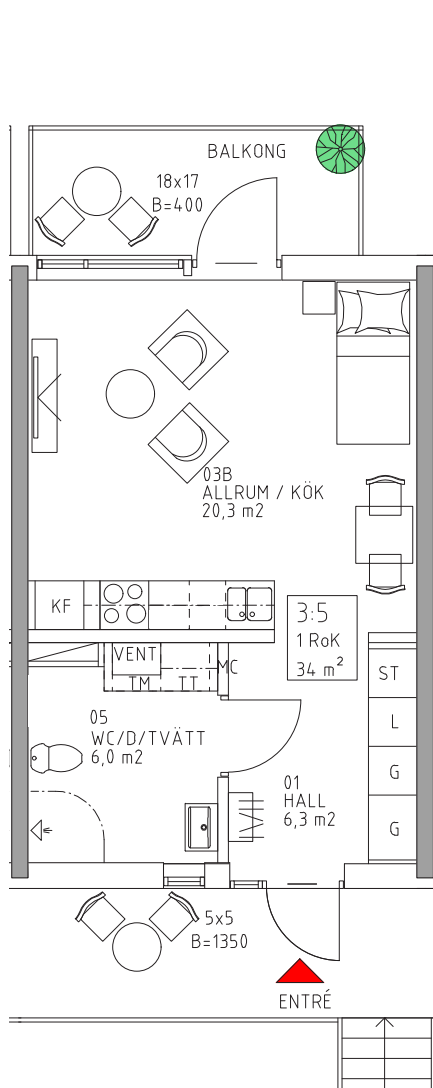 BALKONG
18x17
B=400
03B
ALLRUM / KÖK
20,3 m2
KF
3:5
1 RoK
34 m²
VENT
MC
TM
TT
ST
05
WC/D/TVÄTT
6,0 m2
L
G
01
HALL
6,3 m2
G
5x5
B=1350
ENTRÉ